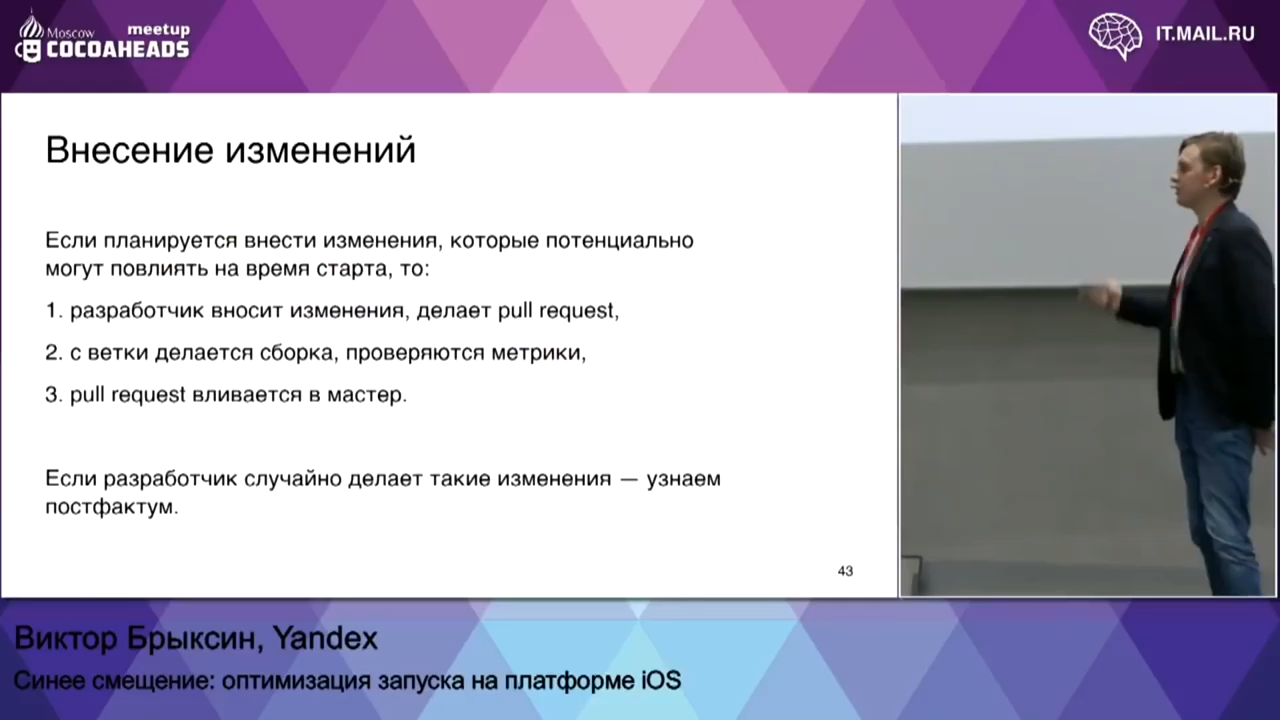 Moscow meetup
COCOAHEADS
IT.MAIL.RU
Внесение изменений
Если планируется внести изменения, которые потенциально
могут повлиять на время старта, то:
1. разработчик вносит изменения, делает pull request,
2. с ветки делается сборка, проверяются метрики,
3. pull request вливается в мастер.
Если разработчик случайно делает такие изменения — узнаем
постфактум.
43
Виктор Брыксин, Yandex
Синее смещение: оптимизация запуска на платформе iOS